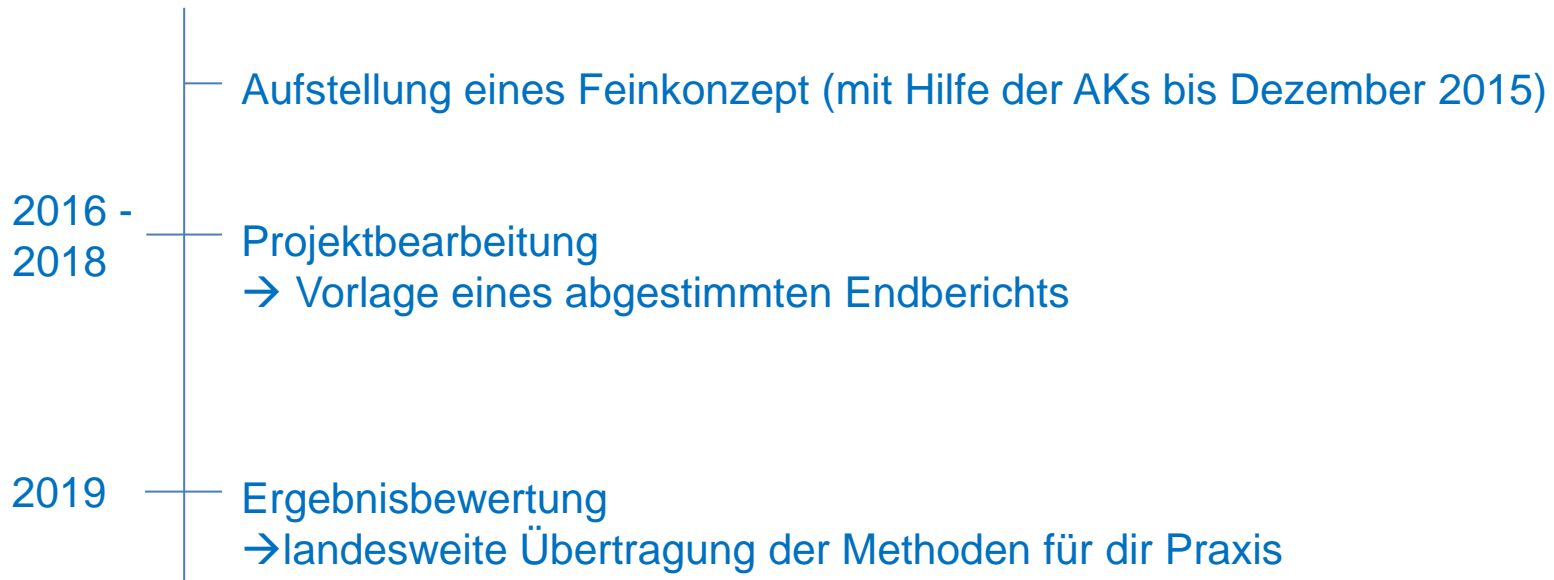 Aufstellung eines Feinkonzept (mit Hilfe der AKs bis Dezember 2015)
2016 -
2018
Projektbearbeitung
→ Vorlage eines abgestimmten Endberichts
2019
Ergebnisbewertung
→landesweite Übertragung der Methoden für dir Praxis